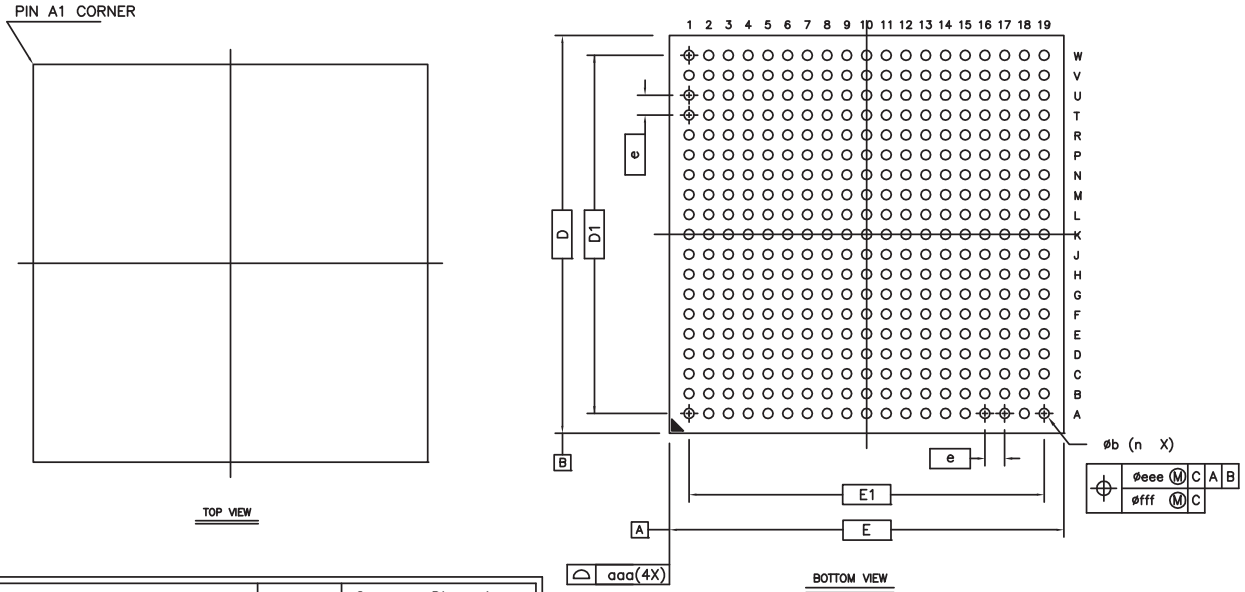 PIN A1 CORNER
TOP VIEW
1 2 3 4 5 6 7 8 9 10 11 12 13 14 15 16 17 18 19
W
V
U
T
R
P
N
M
L
K
J
H
G
F
E
D
C
B
A
e
D
D1
B
e
E1
A
E
aaa(4X)
øb (n X)
øeee Ⓜ C A B
øfff Ⓜ C
BOTTOM VIEW